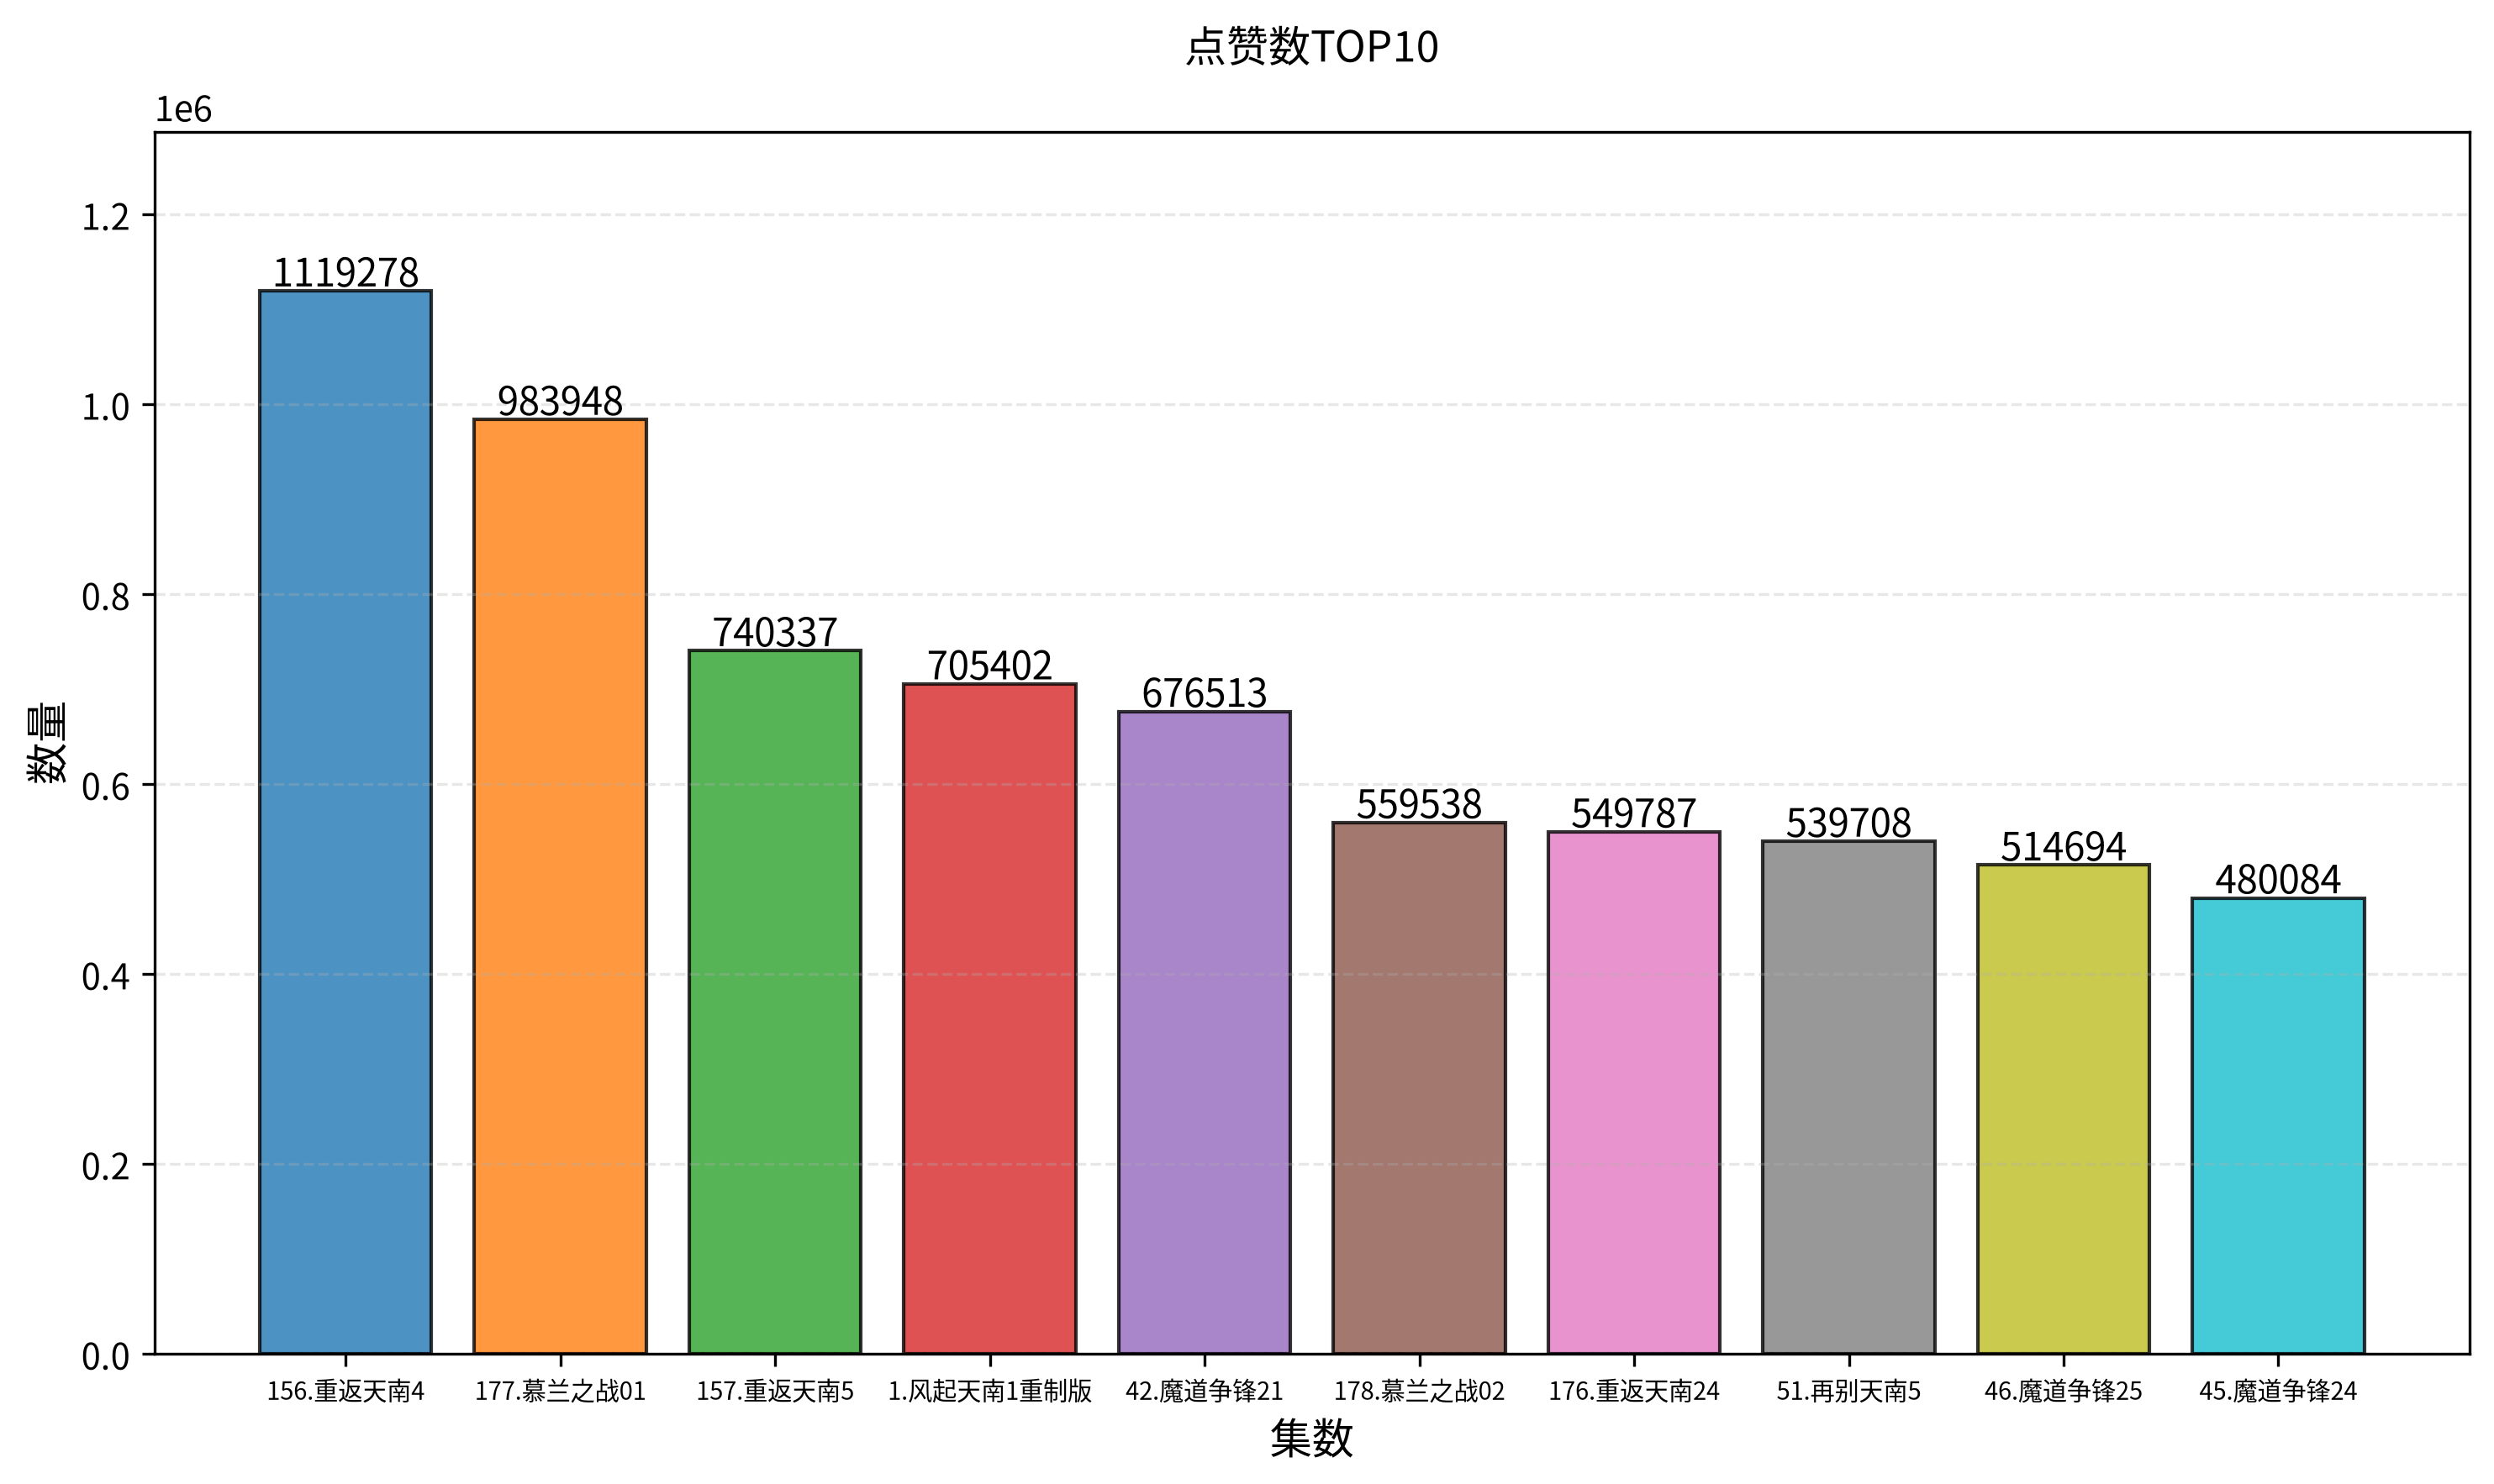 点赞数TOP10
1e6
1.2
1.0
0.8
0.6
0.4
0.2
0.0
数量
1119278
983948
740337
705402
676513
559538
549787
539708
514694
480084
156.重返天南4
177.慕兰之战01
157.重返天南5
1.风起天南1重制版
42.魔道争锋21
178.慕兰之战02
176.重返天南24
51.再别天南5
46.魔道争锋25
45.魔道争锋24
集数